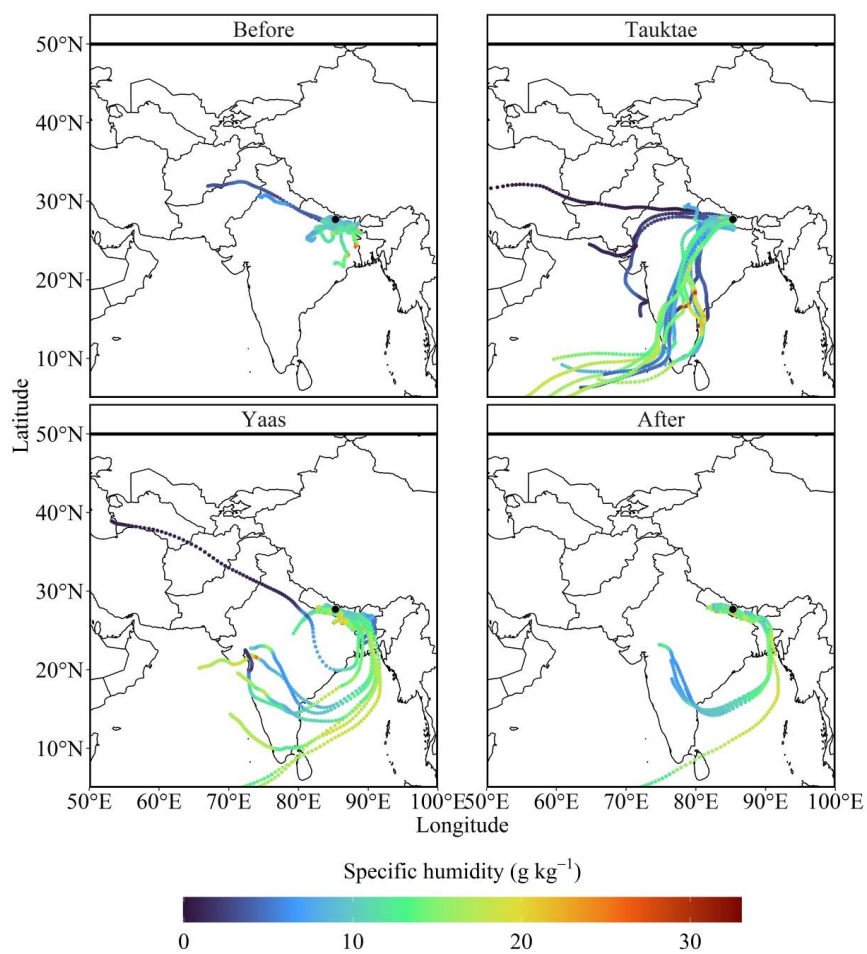 Before
Tauktae
50°N
40°N
30°N
20°N
10°N
Latitude
Yaas
After
50°N
40°N
30°N
20°N
10°N
50°E 60°E 70°E 80°E 90°E 100°E 50°E 60°E 70°E 80°E 90°E 100°E
Longitude
Specific humidity (g kg⁻¹)
0 10 20 30